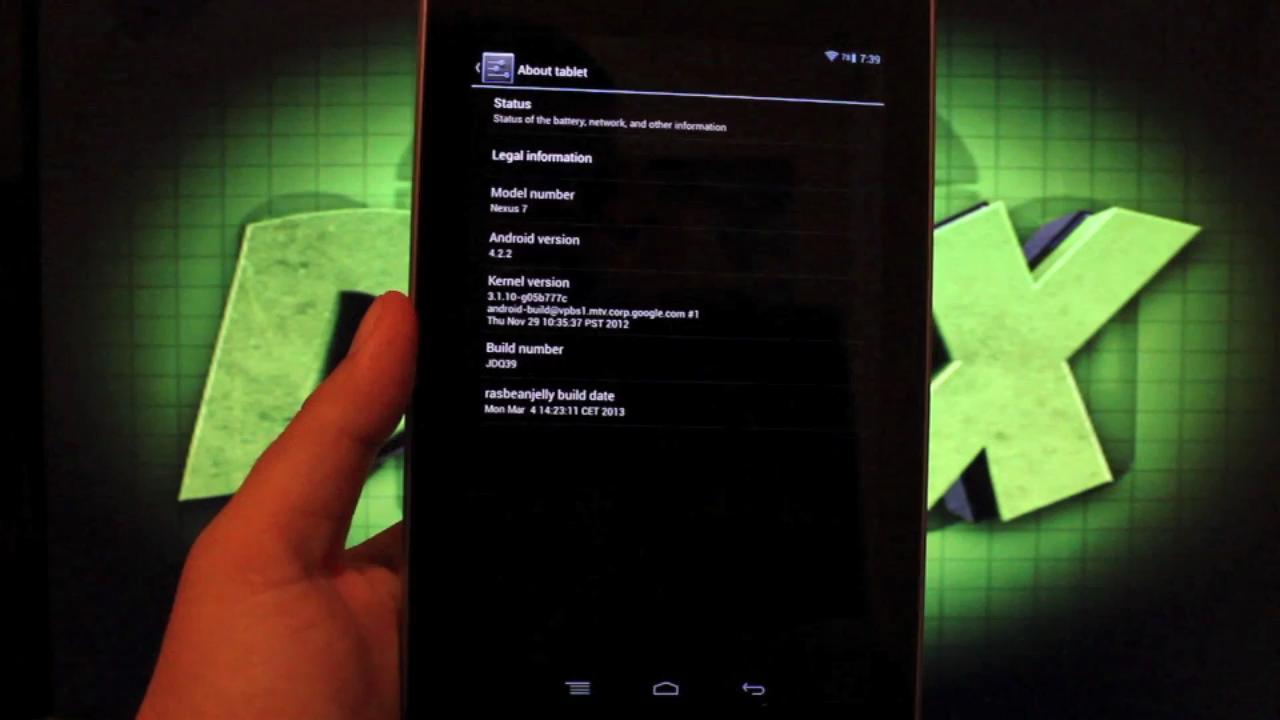 78 7:39
About tablet
Status
Status of the battery, network, and other information
Legal information
Model number
Nexus 7
Android version
4.2.2
Kernel version
3.1.10-g05b777c
android-build@vpbs1.mtv.corp.google.com #1
Thu Nov 29 10:35:37 PST 2012
Build number
JDQ39
rasbeanjelly build date
Mon Mar 4 14:23:11 CET 2013
X